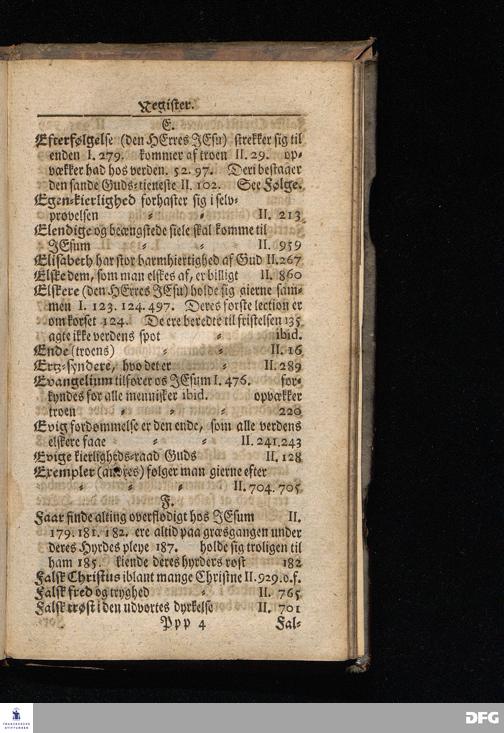 Register.
E.
Efterfølgelse (den HErres JEsu) strekker sig til
enden I. 279. kommer af troen II. 29. op-
vækker had hos verden. 52. 97. Deri bestaaer
den sande Guds-tieneste II. 102. See Følge.
Egen-kierlighed forhaster sig i selv-
prøvelsen II. 213
Elendige og beængstede siele skal komme til
JEsum II. 959
Elisabeth har stor barmhiertighed af Gud II. 267
Elske dem, som man elskes af, er billigt II. 860
Elskere (den HErres JEsu) holde sig gierne sam-
men I. 123. 124. 497. Deres første lection er
om korset 124. De ere beredte til fristelsen 135
agte ikke verdens spot ibid.
Ende (troens) II. 16
Ertz-syndere, hvo det er II. 289
Evangelium tilfører os JEsum I. 476. for-
kyndes for alle mennisker ibid. opvækker
troen 220
Evig fordømmelse er den ende, som alle verdens
elskere faae II. 241. 243
Evige kierligheds-raad Guds II. 128
Exempler (andres) følger man gierne efter
II. 704. 705
F.
Faar finde alting overflødigt hos JEsum II.
179. 181. 182. ere altid paa græsgangen under
deres Hyrdes pleye 187. holde sig troligen til
ham 185. kiende deres hyrders røst 182
Falsk Christus iblant mange Christne II. 929. o. f.
Falsk fred og tryghed II. 765
Falsk trøst i den udvortes dyrkelse II. 701
Ppp 4 Fal-
FRANCKESCHE
STIFTUNGEN
DFG